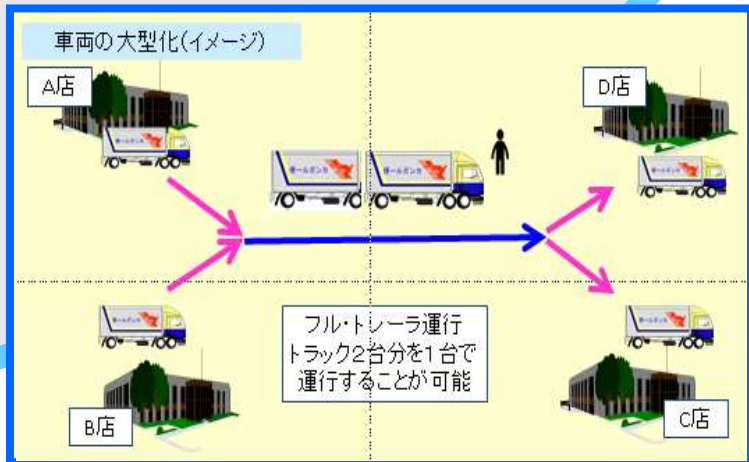 車両の大型化(イメージ)
A店
D店
フル・トレーラ運行
トラック2台分を1台で
運行することが可能
B店
C店